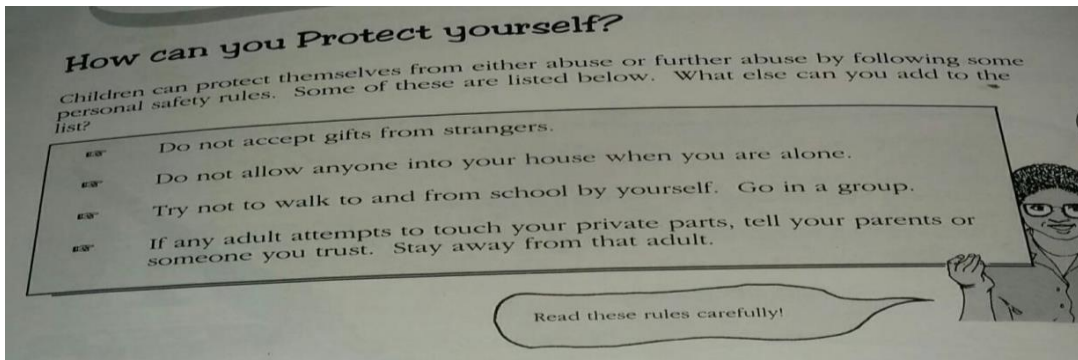 How can you Protect yourself?
Children can protect themselves from either abuse or further abuse by following some
personal safety rules. Some of these are listed below. What else can you add to the
list?
Do not accept gifts from strangers.
Do not allow anyone into your house when you are alone.
Try not to walk to and from school by yourself. Go in a group.
If any adult attempts to touch your private parts, tell your parents or
someone you trust. Stay away from that adult.
Read these rules carefully!